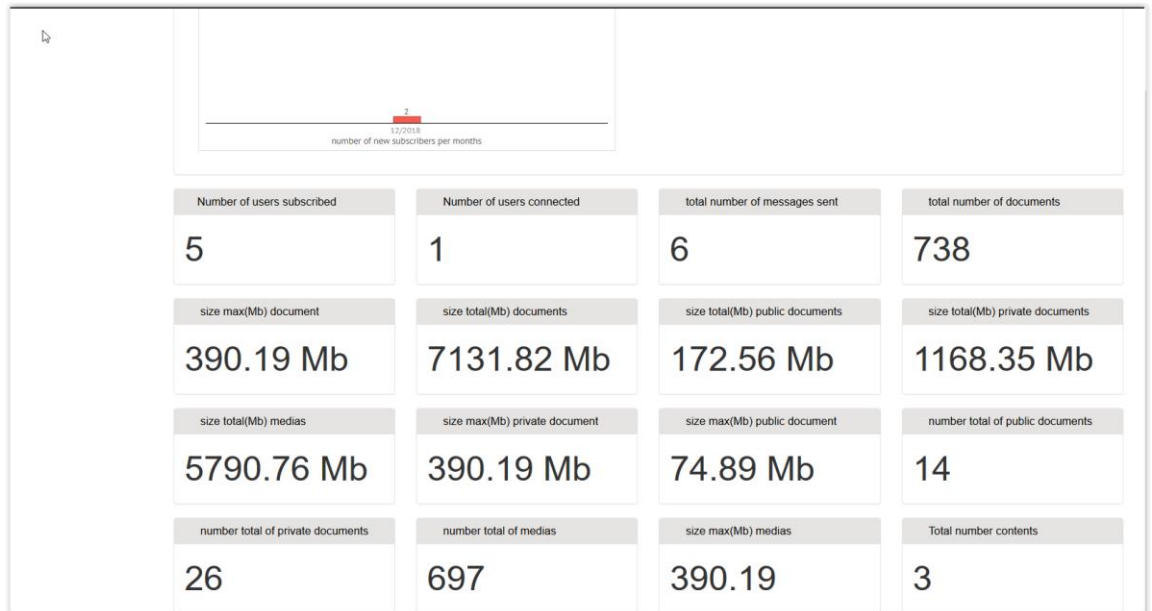 2
12/2018
number of new subscribers per months
Number of users subscribed
5
Number of users connected
1
total number of messages sent
6
total number of documents
738
size max(Mb) document
390.19 Mb
size total(Mb) documents
7131.82 Mb
size total(Mb) public documents
172.56 Mb
size total(Mb) private documents
1168.35 Mb
size total(Mb) medias
5790.76 Mb
size max(Mb) private document
390.19 Mb
size max(Mb) public document
74.89 Mb
number total of public documents
14
number total of private documents
26
number total of medias
697
size max(Mb) medias
390.19
Total number contents
3